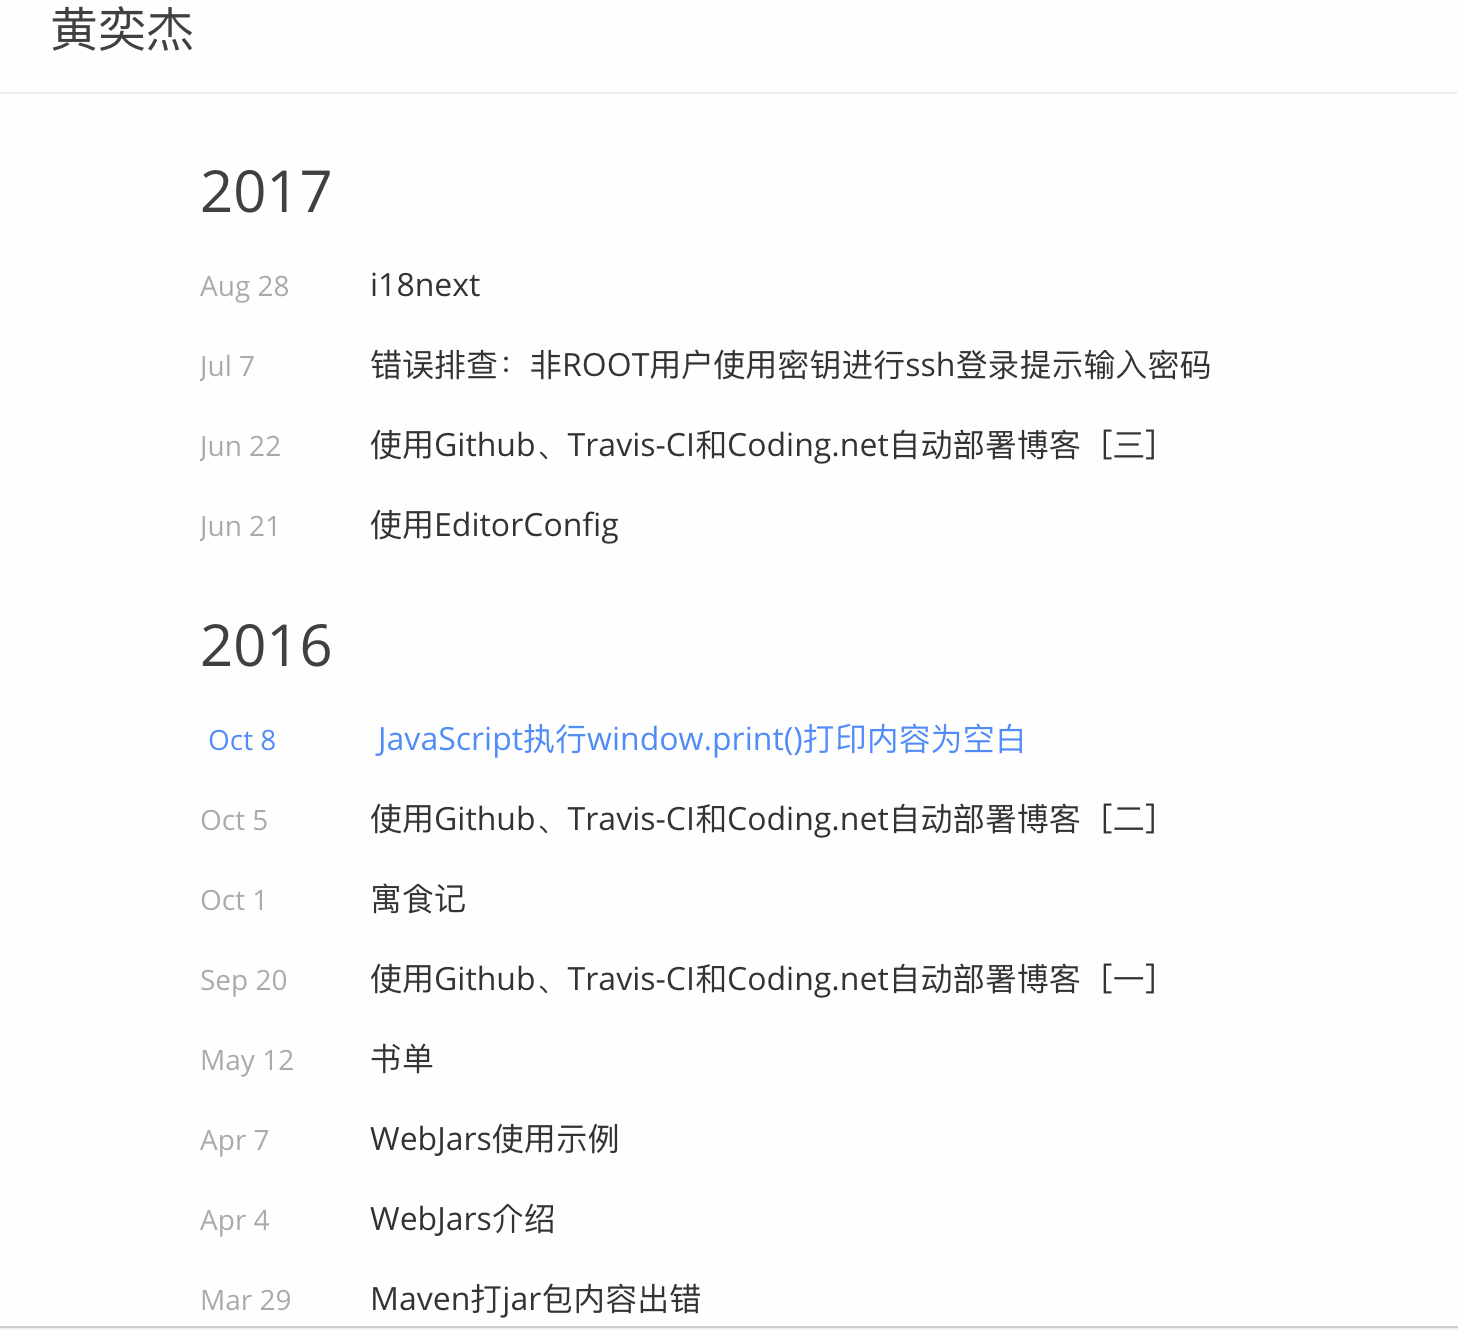 黄奕杰
2017
Aug 28 i18next
Jul 7 错误排查：非ROOT用户使用密钥进行ssh登录提示输入密码
Jun 22 使用Github、Travis-CI和Coding.net自动部署博客［三］
Jun 21 使用EditorConfig
2016
Oct 8 JavaScript执行window.print()打印内容为空白
Oct 5 使用Github、Travis-CI和Coding.net自动部署博客［二］
Oct 1 寓食记
Sep 20 使用Github、Travis-CI和Coding.net自动部署博客［一］
May 12 书单
Apr 7 WebJars使用示例
Apr 4 WebJars介绍
Mar 29 Maven打jar包内容出错